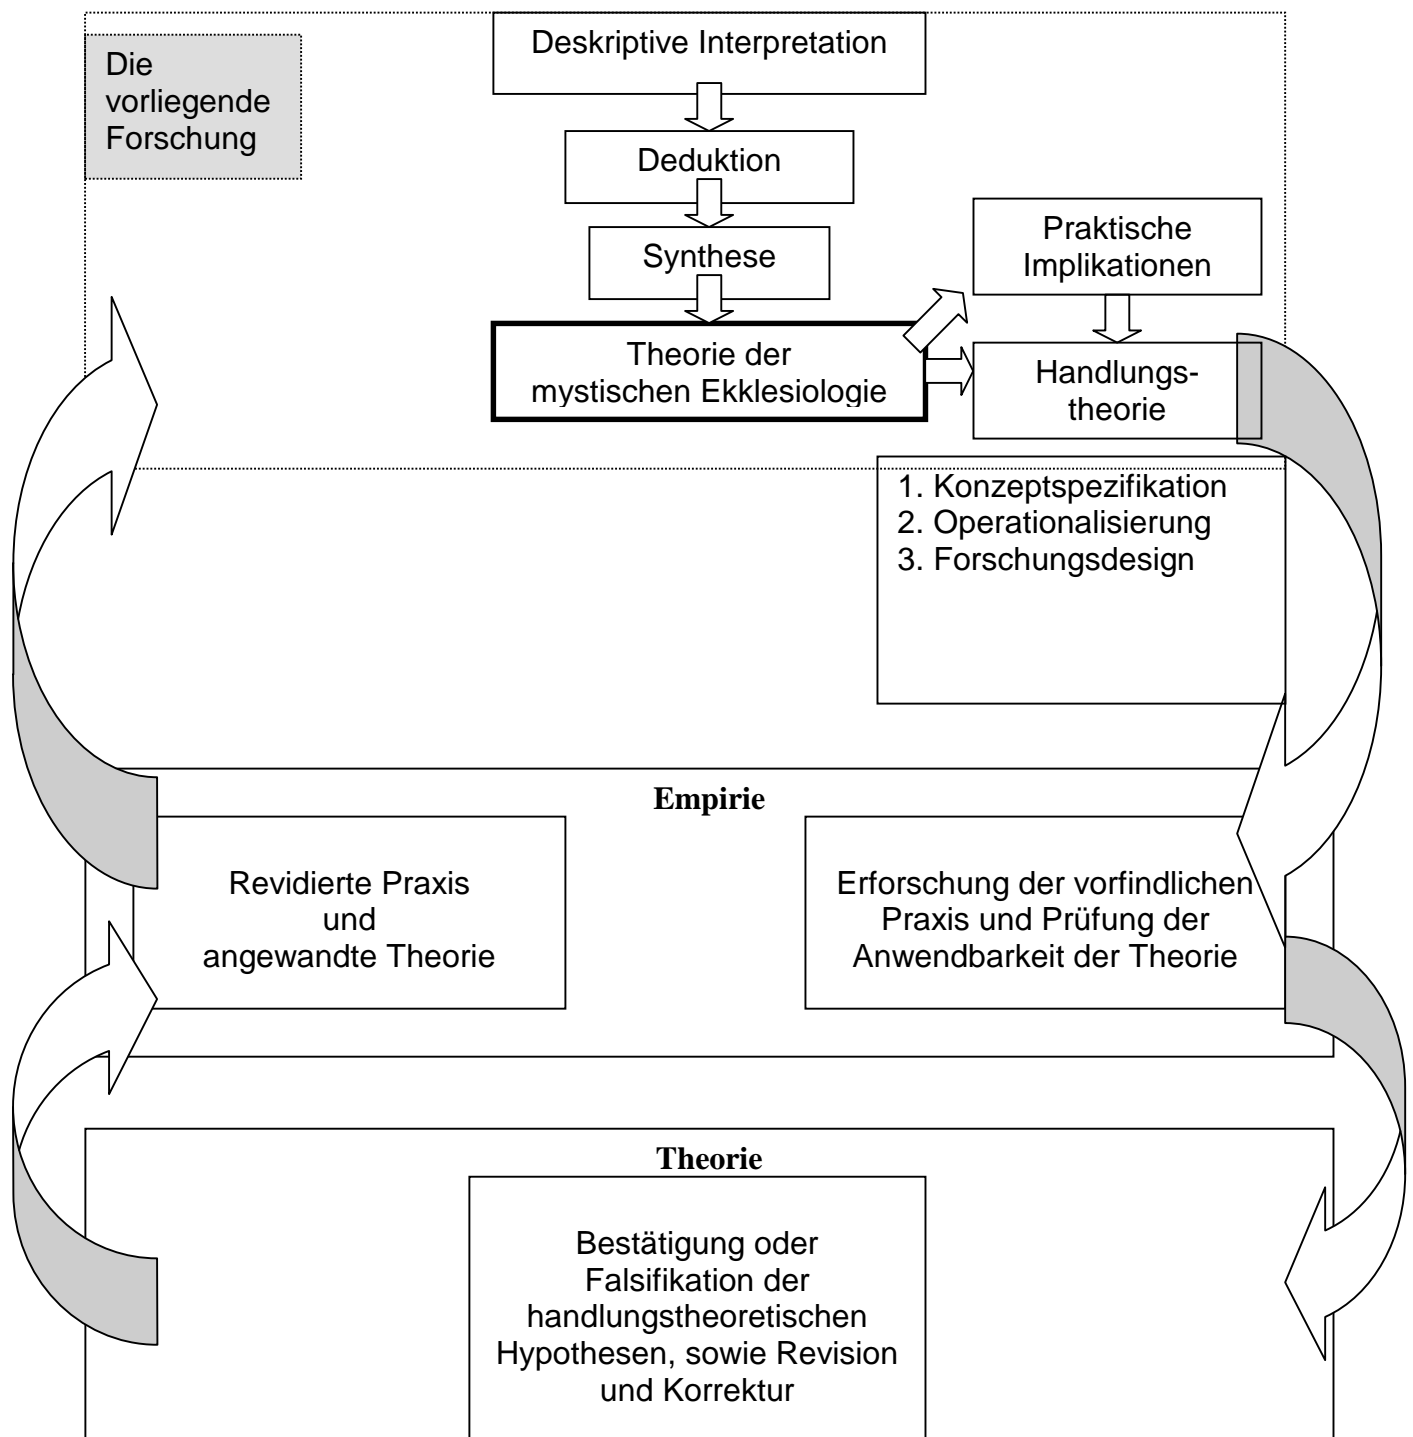 Deskriptive Interpretation
Die
vorliegende
Forschung
Deduktion
Synthese
Praktische
Implikationen
Theorie der
mystischen Ekklesiologie
Handlungs-
theorie
1. Konzeptspezifikation
2. Operationalisierung
3. Forschungsdesign
Empirie
Revidierte Praxis
und
angewandte Theorie
Erforschung der vorfindlichen
Praxis und Prüfung der
Anwendbarkeit der Theorie
Theorie
Bestätigung oder
Falsifikation der
handlungstheoretischen
Hypothesen, sowie Revision
und Korrektur